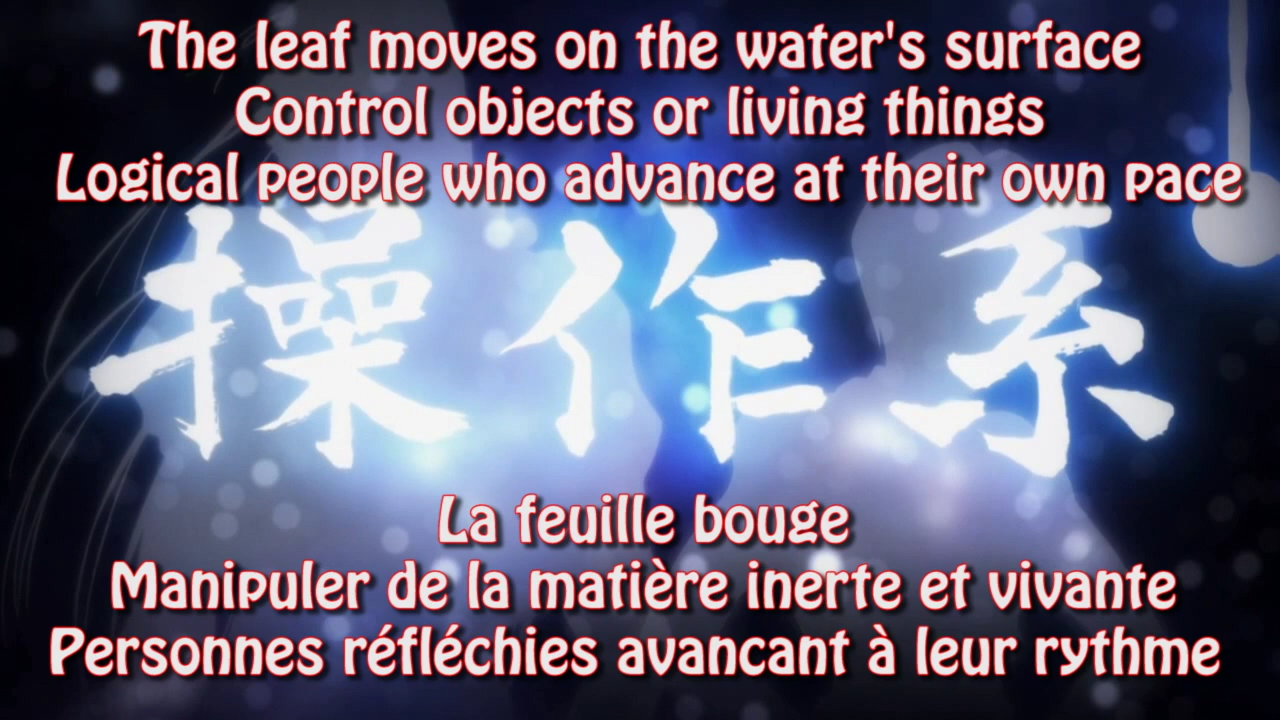 The leaf moves on the water's surface
Control objects or living things
Logical people who advance at their own pace
操作系
La feuille bouge
Manipuler de la matière inerte et vivante
Personnes réfléchies avancant à leur rythme